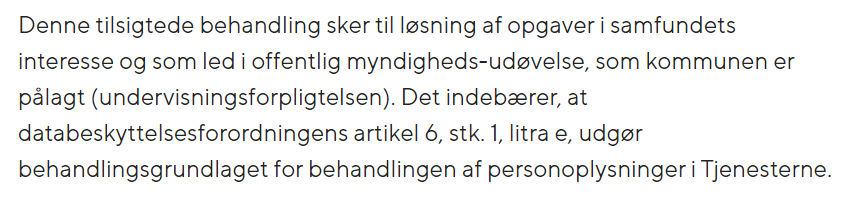 Denne tilsigtede behandling sker til løsning af opgaver i samfundets
interesse og som led i offentlig myndigheds-udøvelse, som kommunen er
pålagt (undervisningsforpligtelsen). Det indebærer, at
databeskyttelsesforordningens artikel 6, stk. 1, litra e, udgør
behandlingsgrundlaget for behandlingen af personoplysninger i Tjenesterne.